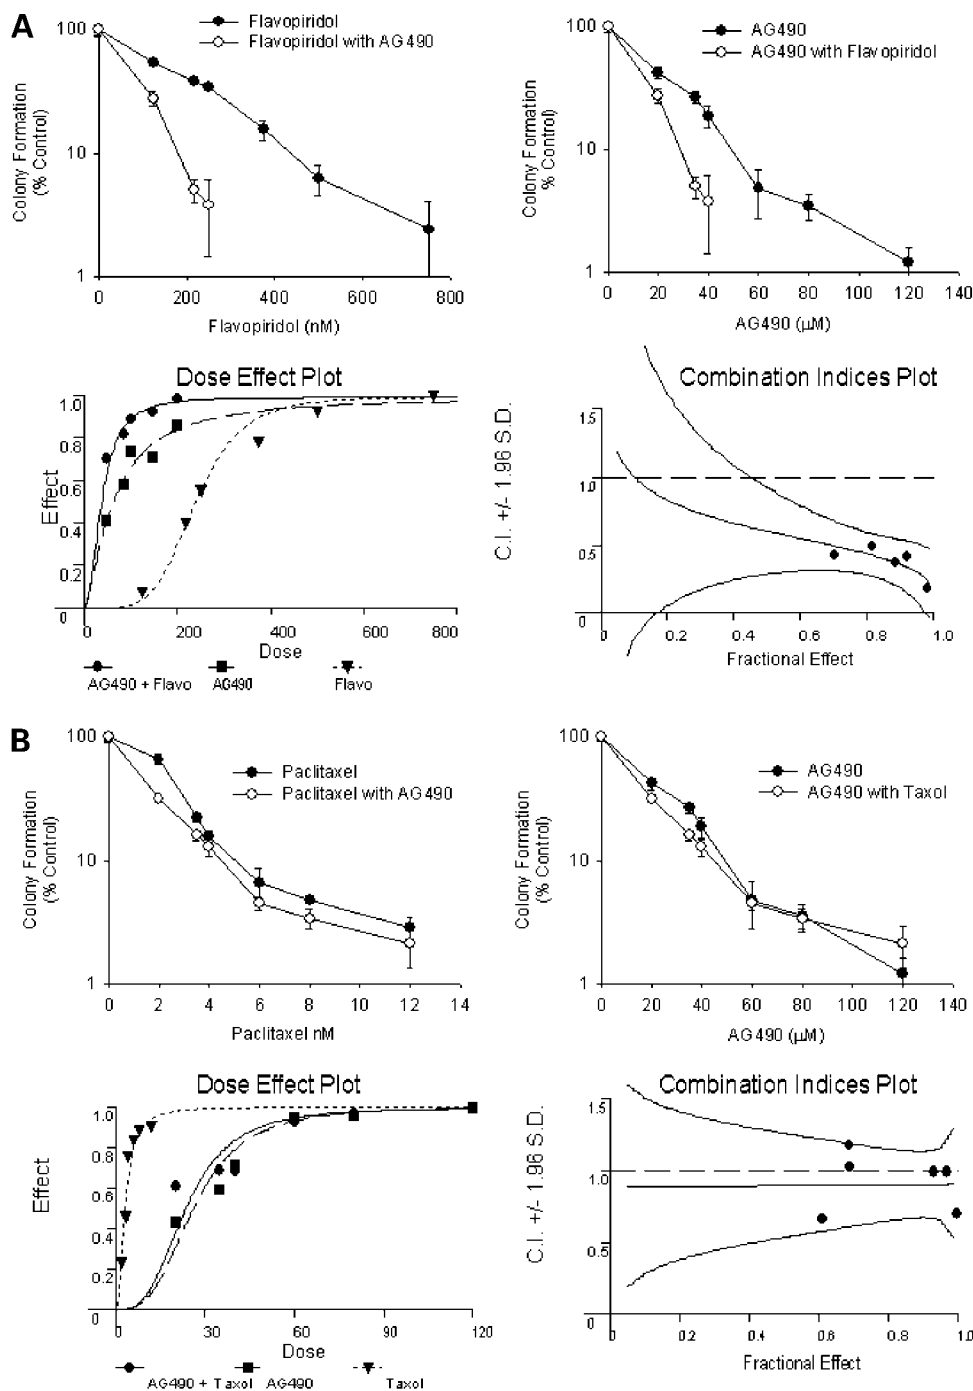 A
Flavopiridol
Flavopiridol with AG490
100
10
1
Colony Formation
(% Control)
0 200 400 600 800
Flavopiridol (nM)
AG490
AG490 with Flavopiridol
100
10
1
Colony Formation
% Control)
0 20 40 60 80 100 120 140
AG490 (μM)
Dose Effect Plot
1.0
0.8
0.6
0.4
0.2
0
Effect
0 200 400 600 800
Dose
AG490 + Flavo AG490 Flavo
Combination Indices Plot
C.I. +/- 1.96 S.D.
1.5
1.0
0.5
0
0.2 0.4 0.6 0.8 1.0
Fractional Effect
B
Paclitaxel
Paclitaxel with AG490
100
10
1
Colony Formation
(% Control)
0 2 4 6 8 10 12 14
Paclitaxel nM
AG490
AG490 with Taxol
100
10
1
Colony Formation
(% Control)
0 20 40 60 80 100 120 140
AG490 (μM)
Dose Effect Plot
1.0
0.8
0.6
0.4
0.2
0
Effect
0 30 60 90 120
Dose
AG490 + Taxol AG490 Taxol
Combination Indices Plot
C.I. +/- 1.96 S.D.
1.5
1.0
0.5
0
0 0.2 0.4 0.6 0.8 1.0
Fractional Effect